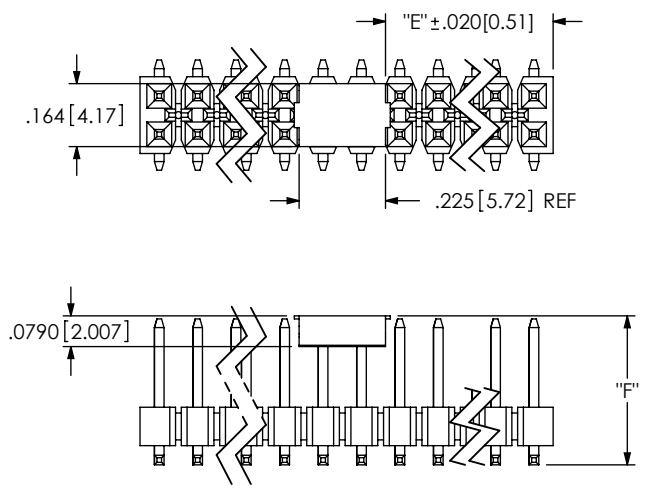 "E"±.020[0.51]
.164[4.17]
.225[5.72] REF
.0790[2.007]
"F"